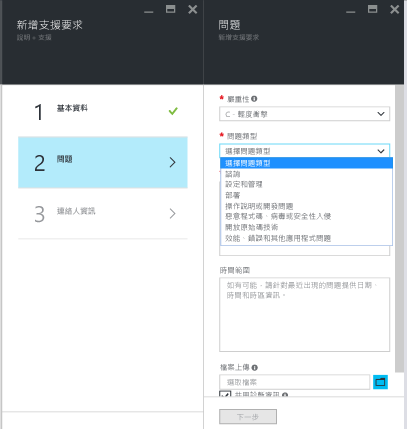 新增支援要求
說明 + 支援
1 基本資料
2 問題
3 連絡人資訊
問題
新增支援要求
* 嚴重性
C - 輕度衝擊
* 問題類型
選擇問題類型
選擇問題類型
諮詢
設定和管理
部署
操作說明或開發問題
惡意程式碼、病毒或安全性入侵
開放原始碼技術
效能、錯誤和其他應用程式問題
時間範圍
如有可能，請針對最近出現的問題提供日期、
時間和時區資訊。
檔案上傳
選取檔案
共用診斷資訊
下一步